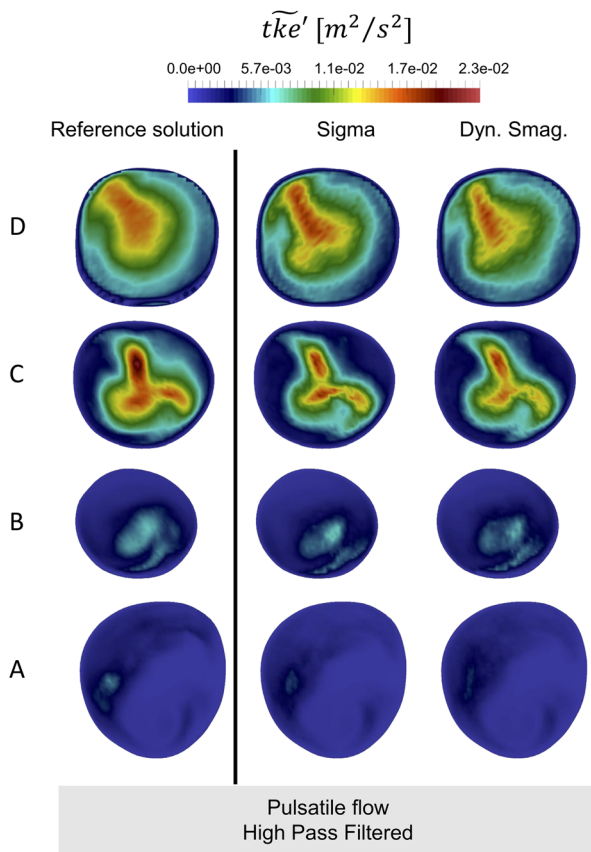 t\widetilde{ke}′ [m²/s²]
0.0e+00 5.7e-03 1.1e-02 1.7e-02 2.3e-02
Reference solution Sigma Dyn. Smag.
D
C
B
A
Pulsatile flow
High Pass Filtered